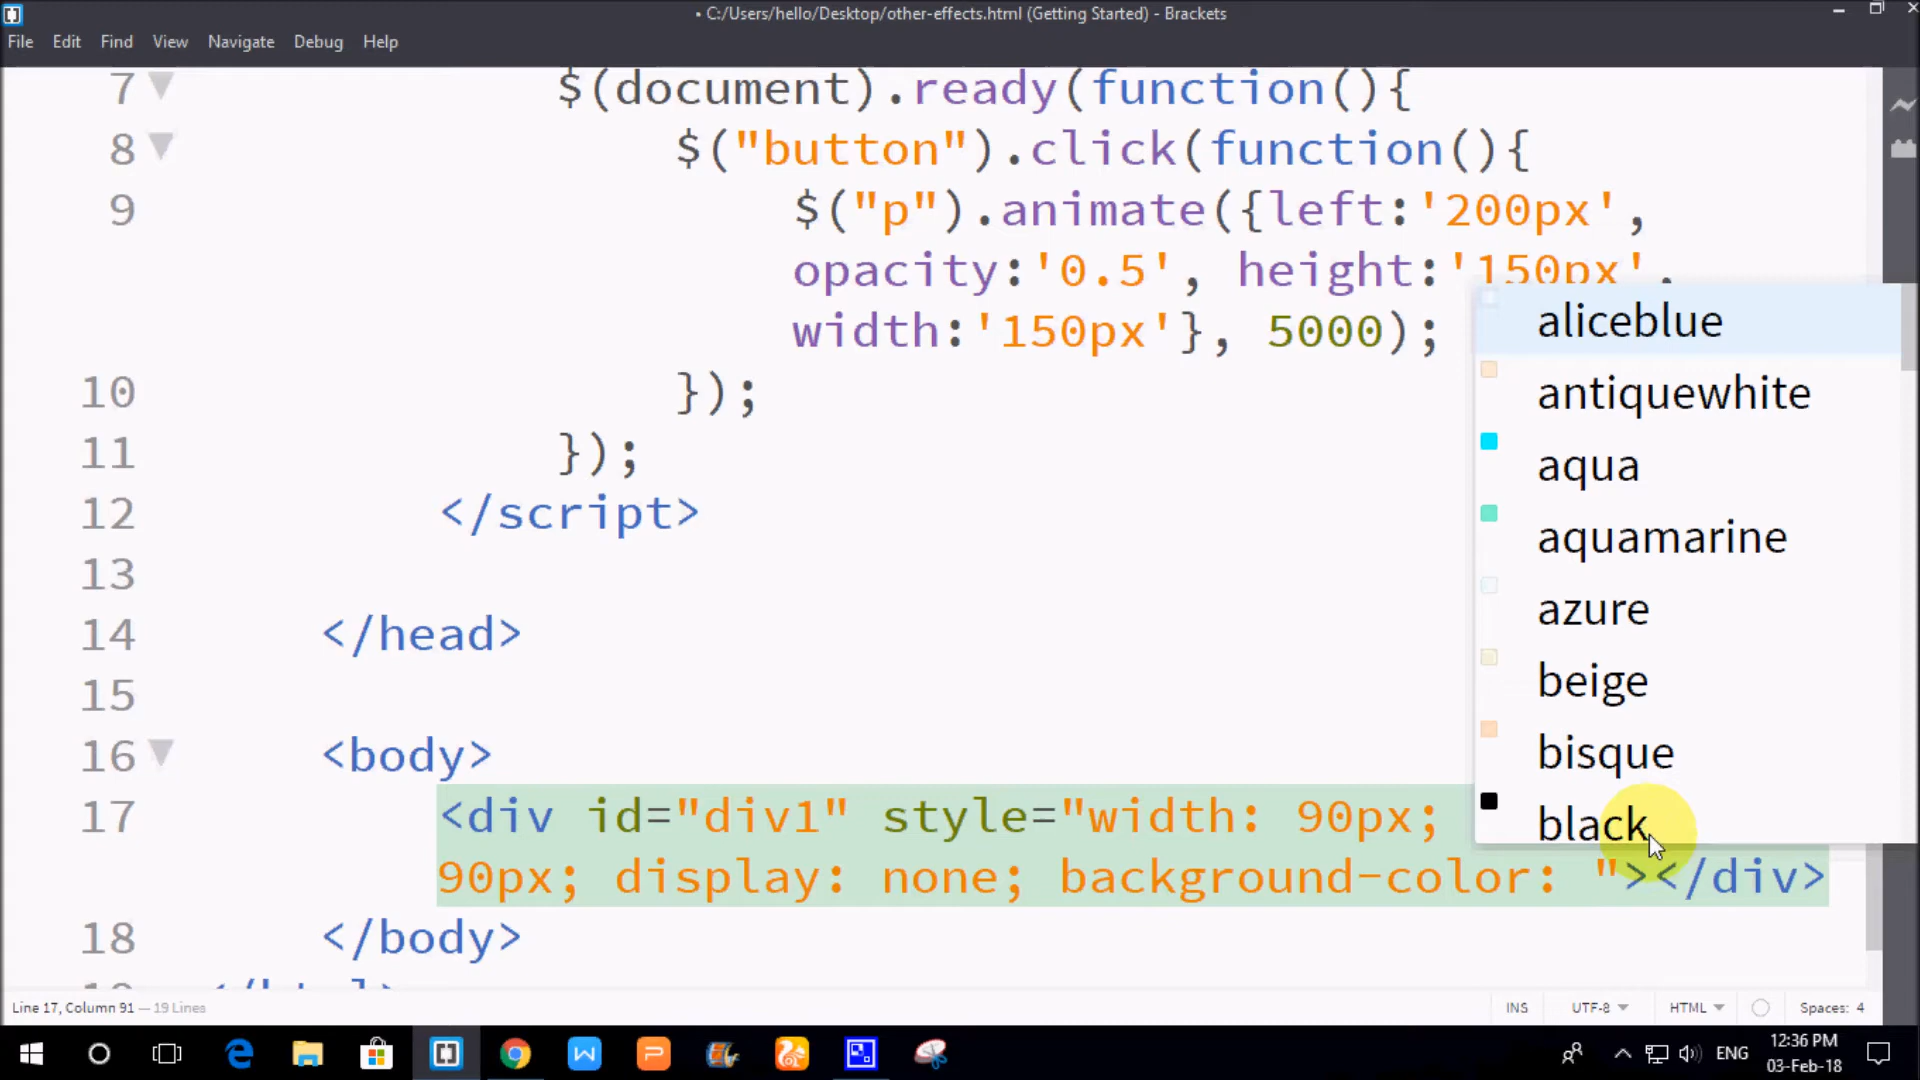 • C:/Users/hello/Desktop/other-effects.html (Getting Started) - Brackets
File Edit Find View Navigate Debug Help
7 $(document).ready(function(){
8 $("button").click(function(){
9 $("p").animate({left:'200px',
opacity:'0.5', height:'150px',
width:'150px'}, 5000);
10 });
11 });
12 </script>
13
14 </head>
15
16 <body>
17 <div id="div1" style="width: 90px;
90px; display: none; background-color: "></div>
18 </body>
aliceblue
antiquewhite
aqua
aquamarine
azure
beige
bisque
black
Line 17, Column 91 — 19 Lines
INS UTF-8 HTML Spaces: 4
ENG
12:36 PM
03-Feb-18